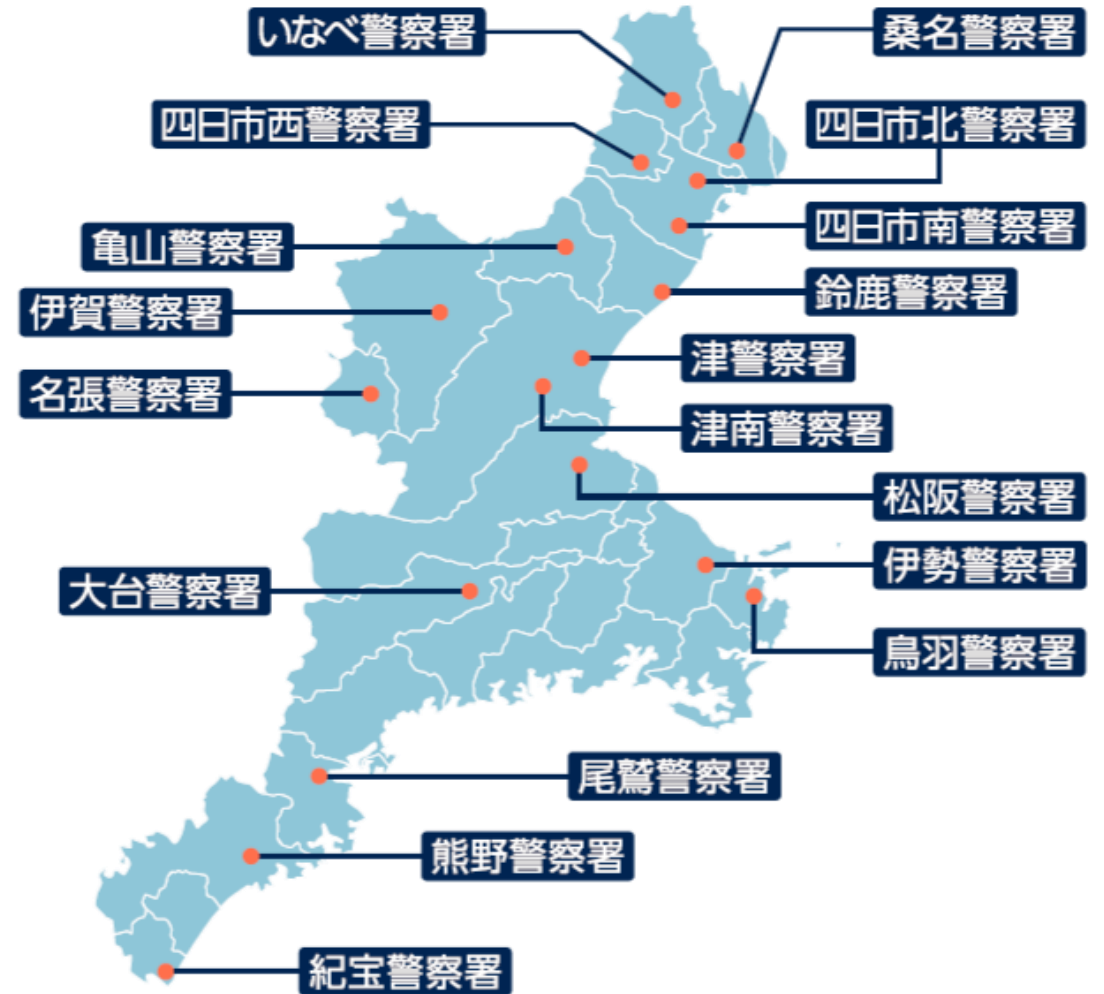 いなべ警察署
桑名警察署
四日市西警察署
四日市北警察署
四日市南警察署
亀山警察署
鈴鹿警察署
伊賀警察署
津警察署
名張警察署
津南警察署
松阪警察署
伊勢警察署
大台警察署
鳥羽警察署
尾鷲警察署
熊野警察署
紀宝警察署